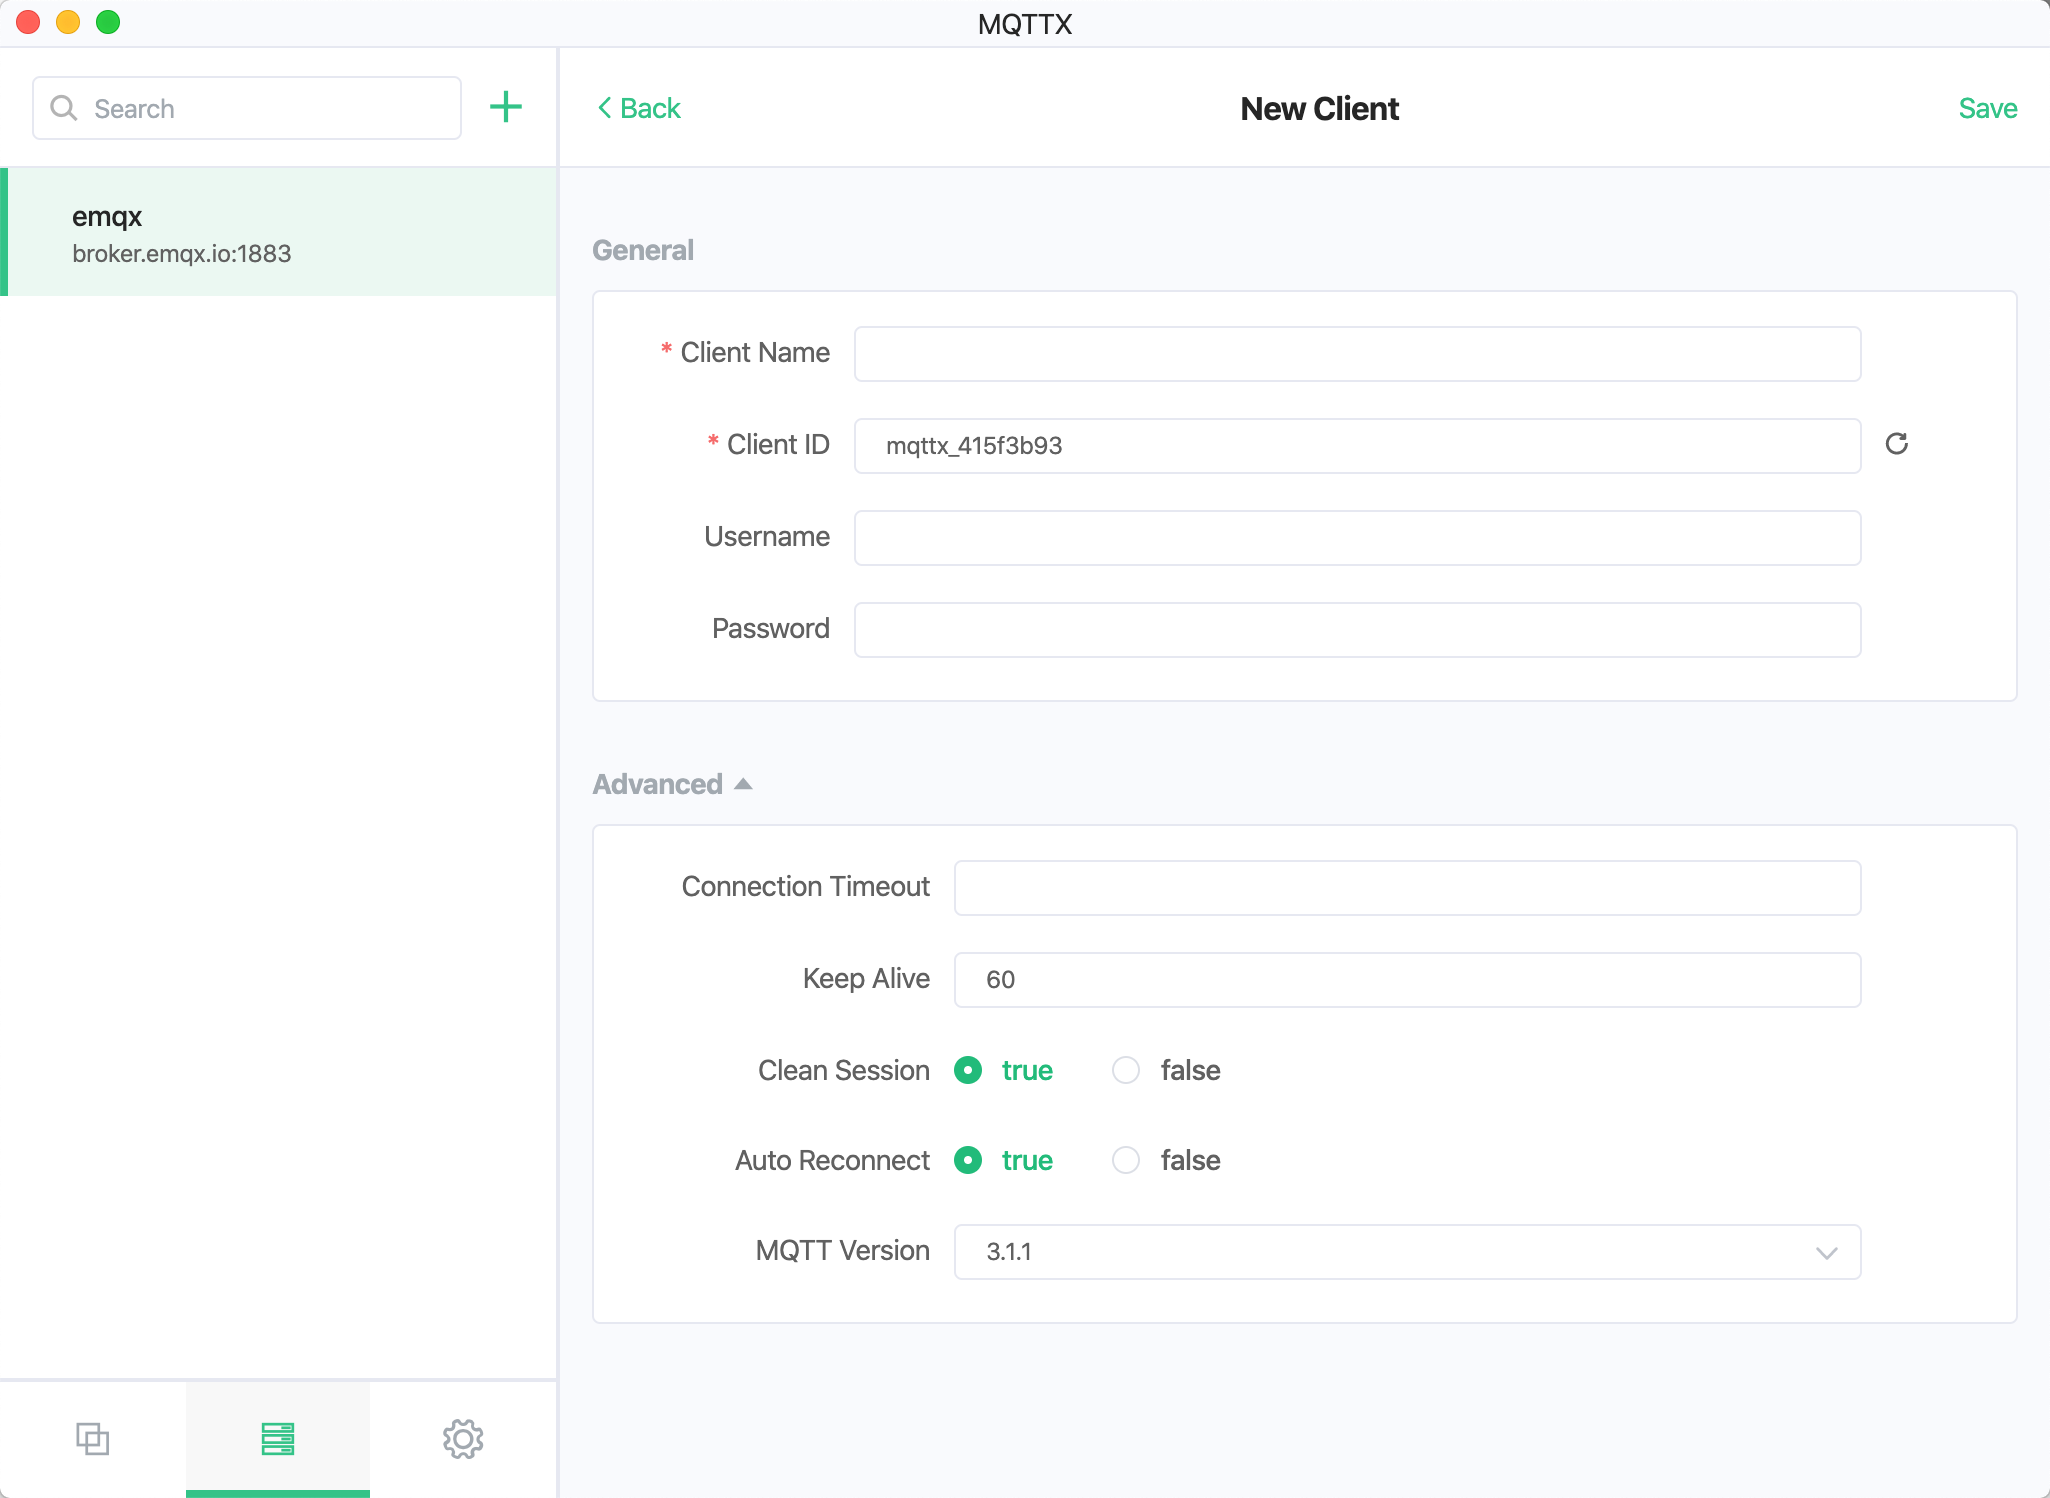 MQTTX
Search
emqx
broker.emqx.io:1883
Back
New Client
Save
General
* Client Name
* Client ID mqttx_415f3b93
Username
Password
Advanced
Connection Timeout
Keep Alive 60
Clean Session true false
Auto Reconnect true false
MQTT Version 3.1.1